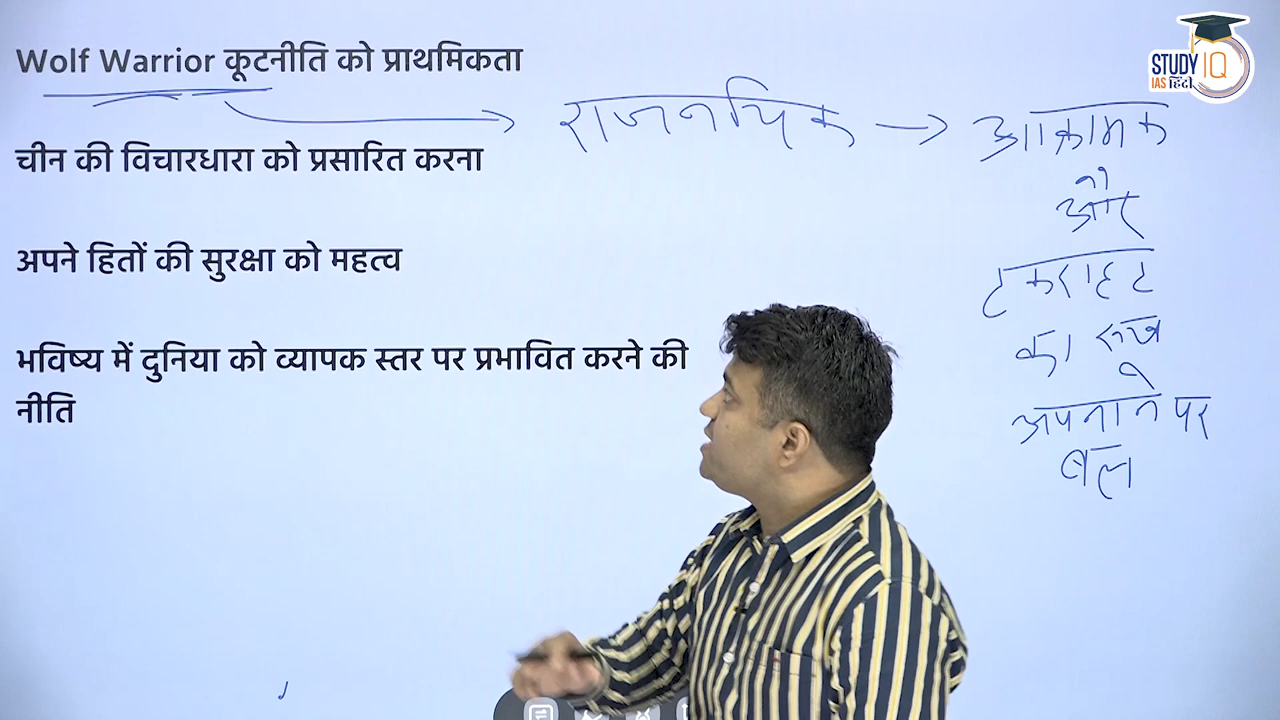 Wolf Warrior कूटनीति को प्राथमिकता
STUDY IQ
IAS हिंदी
राजनयिक → आक्रामक
और
चीन की विचारधारा को प्रसारित करना
टकराहट
अपने हितों की सुरक्षा को महत्व
का रूख
भविष्य में दुनिया को व्यापक स्तर पर प्रभावित करने की
नीति
अपनाने पर
बल